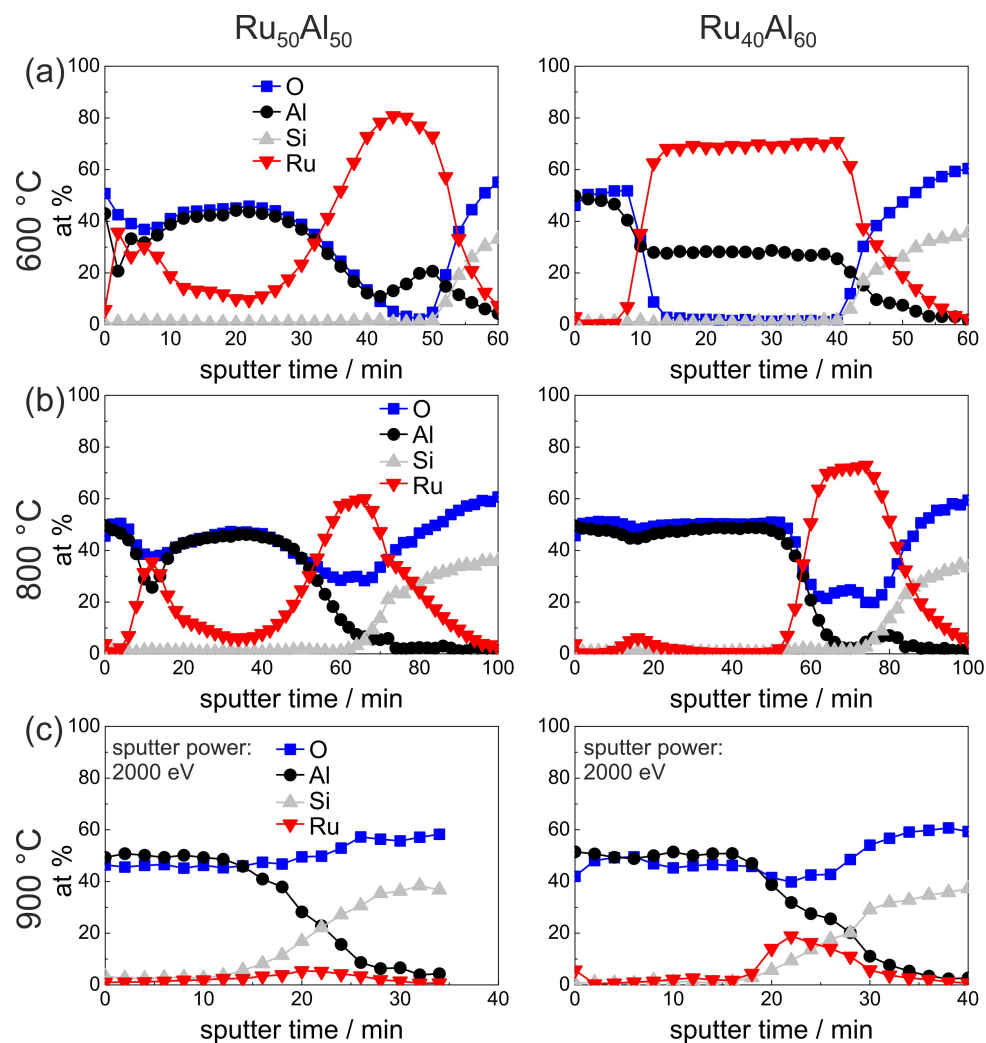 Ru50Al50
Ru40Al60
(a)
600 °C
at %
100
80
60
40
20
0
O
Al
Si
Ru
0 10 20 30 40 50 60
sputter time / min
100
80
60
40
20
0
0 10 20 30 40 50 60
sputter time / min
(b)
800 °C
at %
100
80
60
40
20
0
O
Al
Si
Ru
0 20 40 60 80 100
sputter time / min
100
80
60
40
20
0
0 20 40 60 80 100
sputter time / min
(c)
900 °C
at %
100
80
60
40
20
0
sputter power:
2000 eV
O
Al
Si
Ru
0 10 20 30 40
sputter time / min
100
80
60
40
20
0
sputter power:
2000 eV
0 10 20 30 40
sputter time / min